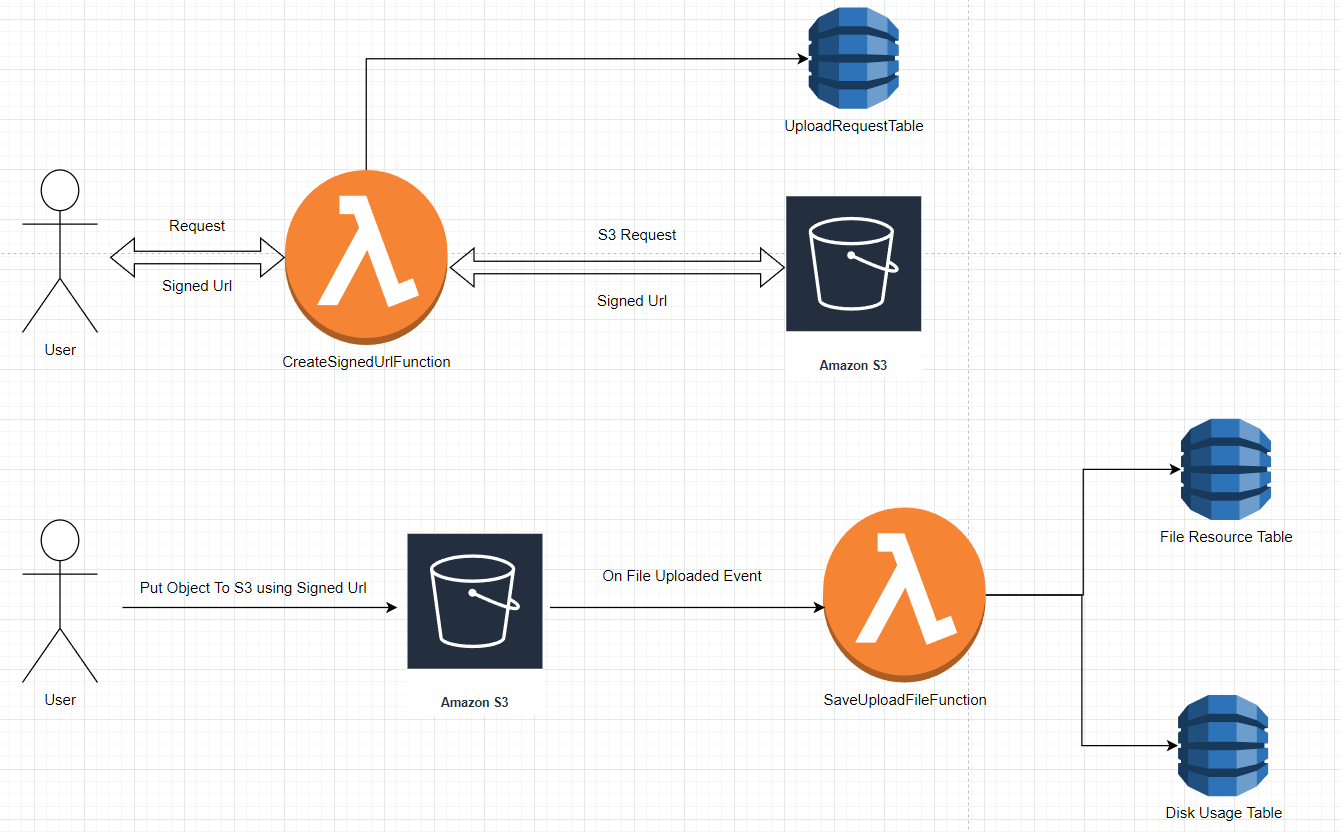 UploadRequestTable
Request
S3 Request
Signed Url
Signed Url
User
CreateSignedUrlFunction
Amazon S3
File Resource Table
On File Uploaded Event
Put Object To S3 using Signed Url
User
Amazon S3
SaveUploadFileFunction
Disk Usage Table